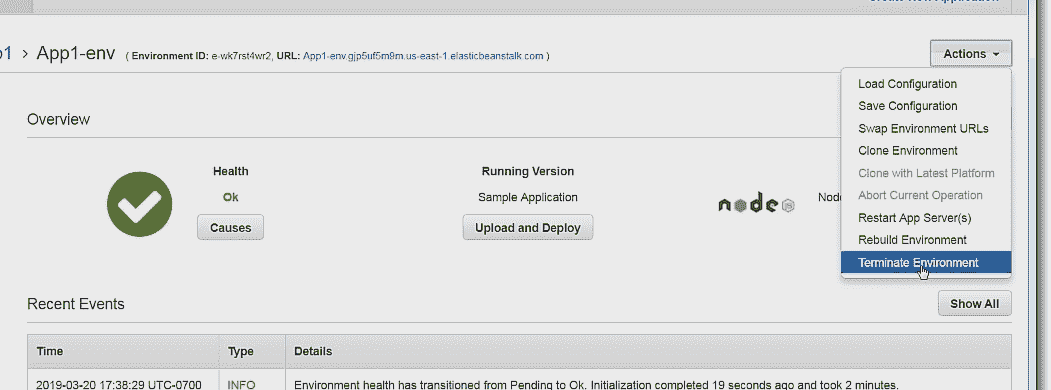 1 > App1-env ( Environment ID: e-wk7rst4wr2, URL: App1-env.gjp5uf5m9m.us-east-1.elasticbeanstalk.com )
Actions
Load Configuration
Save Configuration
Swap Environment URLs
Clone Environment
Clone with Latest Platform
Abort Current Operation
Restart App Server(s)
Rebuild Environment
Terminate Environment
Overview
Health
Ok
Causes
Running Version
Sample Application
Upload and Deploy
node
Node
Recent Events
Show All
Time Type Details
2019-03-20 17:38:29 UTC-0700 INFO Environment health has transitioned from Pending to Ok. Initialization completed 19 seconds ago and took 2 minutes.